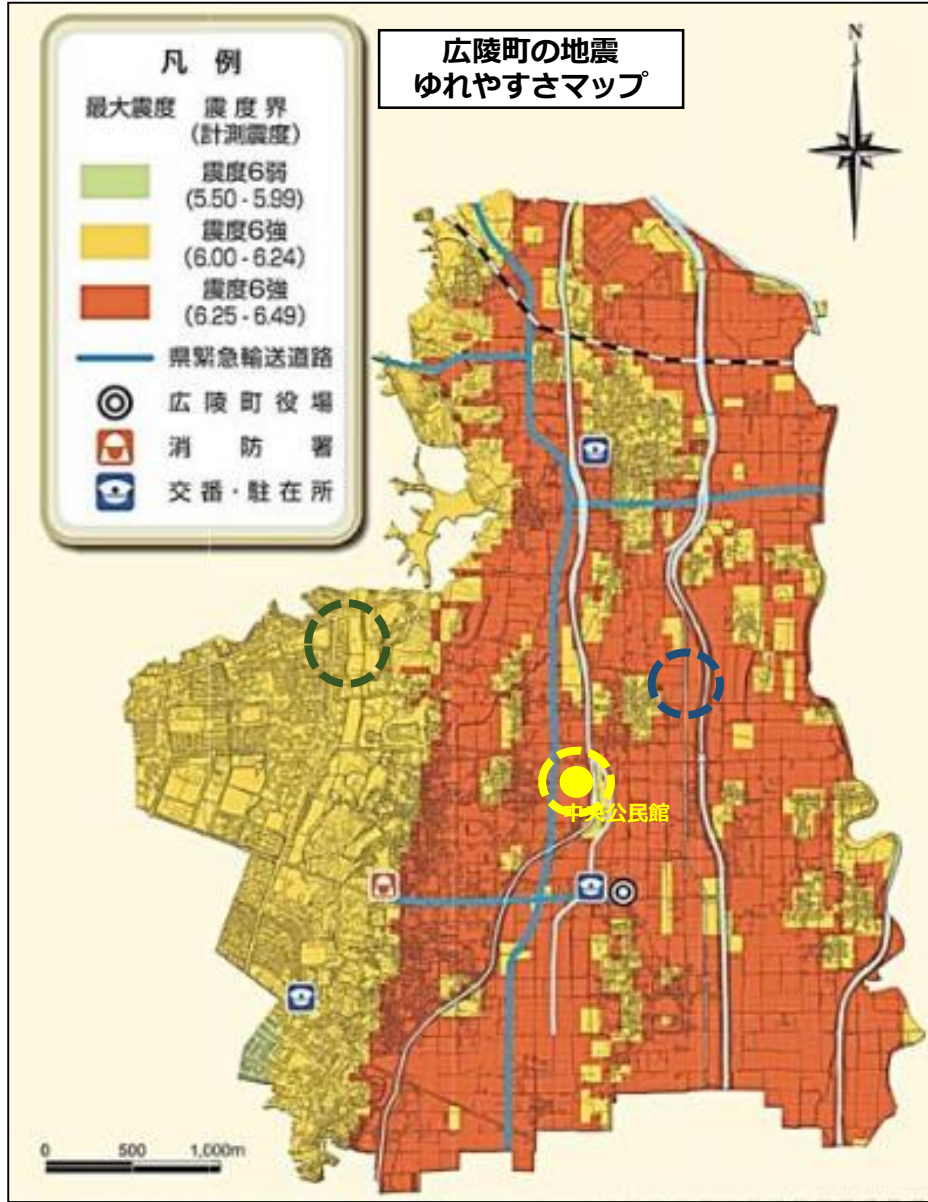 広陵町の地震
ゆれやすさマップ
N
凡 例
最大震度 震度界
(計測震度)
震度6弱
(5.50 - 5.99)
震度6強
(6.00 - 6.24)
震度6強
(6.25 - 6.49)
県緊急輸送道路
広陵町役場
消 防 署
交番・駐在所
中央公民館
0 500 1,000m